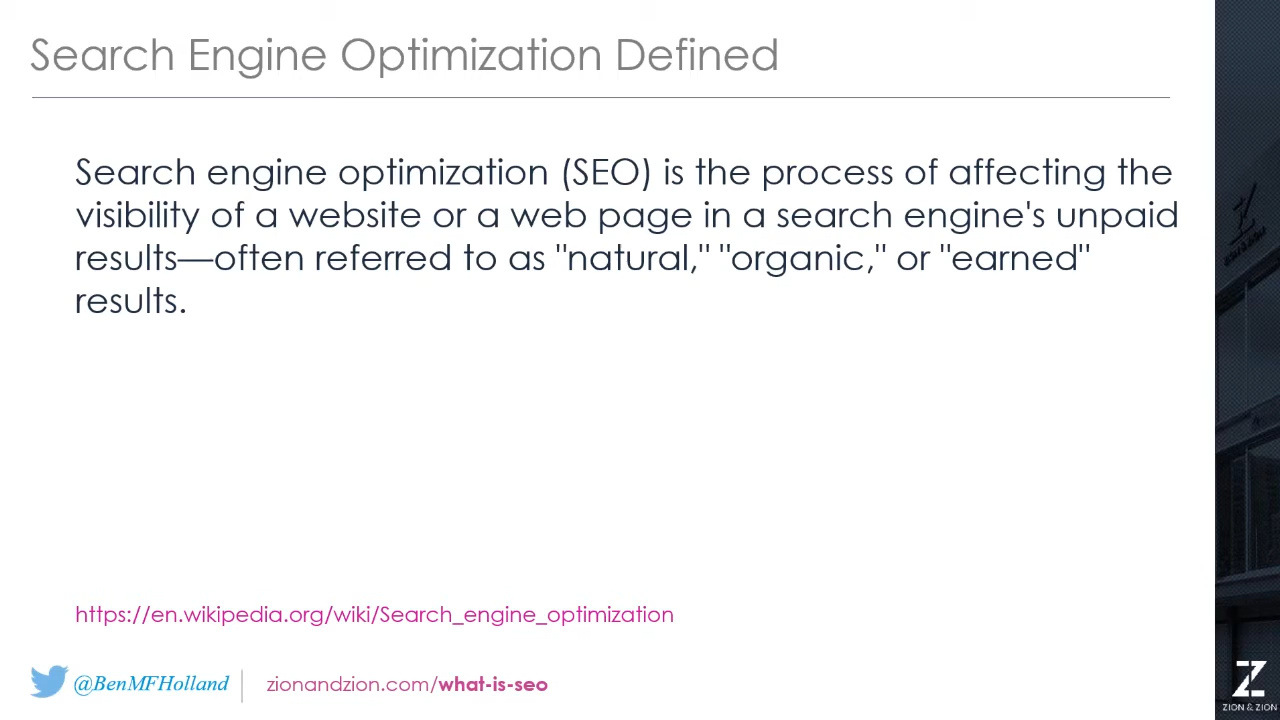 Search Engine Optimization Defined
Search engine optimization (SEO) is the process of affecting the
visibility of a website or a web page in a search engine's unpaid
results—often referred to as "natural," "organic," or "earned"
results.
https://en.wikipedia.org/wiki/Search_engine_optimization
@BenMFHolland
zionandzion.com/what-is-seo
ZION & ZION